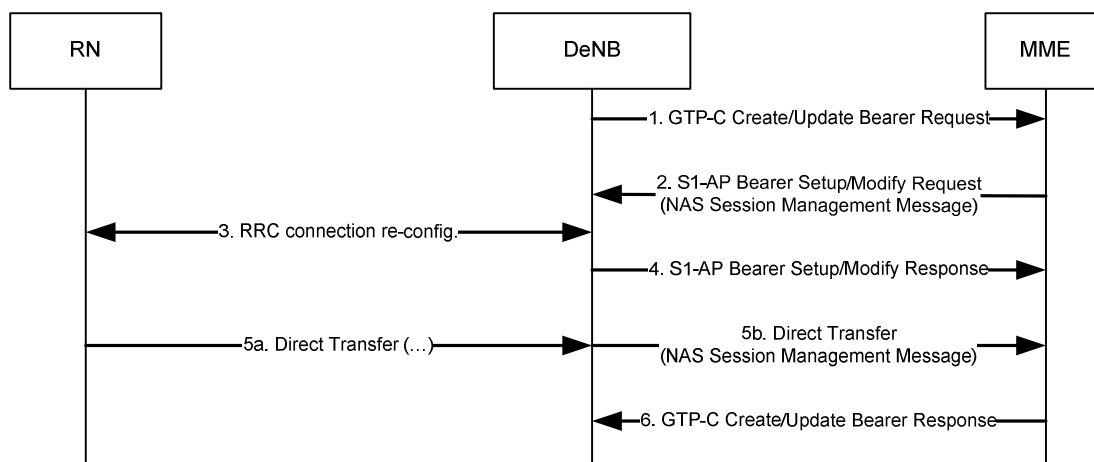 RN
DeNB
MME
1. GTP-C Create/Update Bearer Request
2. S1-AP Bearer Setup/Modify Request
(NAS Session Management Message)
3. RRC connection re-config.
4. S1-AP Bearer Setup/Modify Response
5a. Direct Transfer (…)
5b. Direct Transfer
(NAS Session Management Message)
6. GTP-C Create/Update Bearer Response